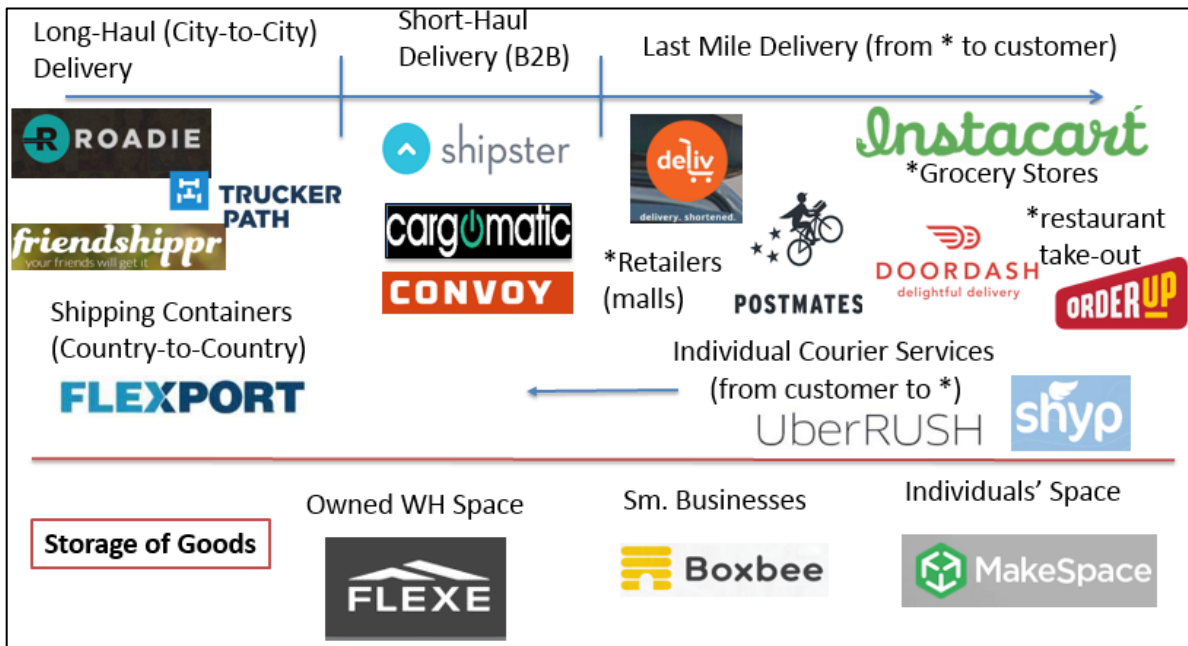 Long-Haul (City-to-City)
Delivery
Short-Haul
Delivery (B2B)
Last Mile Delivery (from * to customer)
R ROADIE
TRUCKER
PATH
friendshippr
your friends will get it
shipster
cargomatic
CONVOY
deliv
delivery. shortened.
*Retailers
(malls)
POSTMATES
Instacart
*Grocery Stores
DOORDASH
delightful delivery
*restaurant
take-out
ORDERUP
Shipping Containers
(Country-to-Country)
FLEXPORT
Individual Courier Services
(from customer to *)
UberRUSH
shyp
Storage of Goods
Owned WH Space
FLEXE
Sm. Businesses
Boxbee
Individuals' Space
MakeSpace